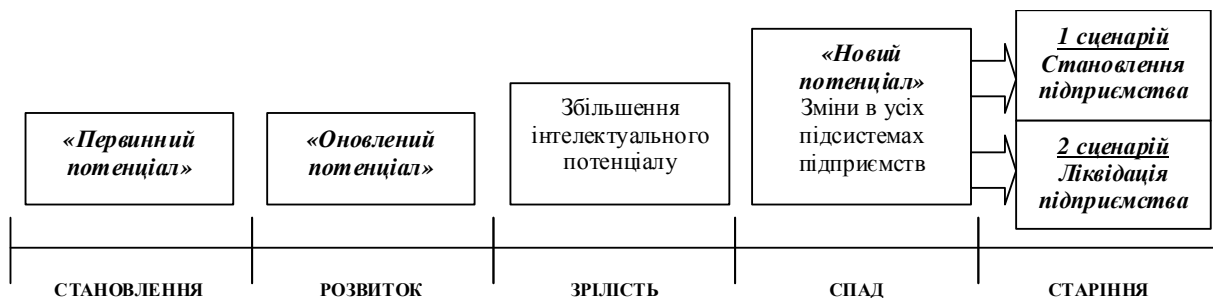 «Первинний
потенціал»
«Оновлений
потенціал»
Збільшення
інтелектуального
потенціалу
«Новий
потенціал»
Зміни в усіх
підсистемах
підприємств
1 сценарій
Становлення
підприємства
2 сценарій
Ліквідація
підприємства
СТАНОВЛЕННЯ
РОЗВИТОК
ЗРІЛІСТЬ
СПАД
СТАРІННЯ